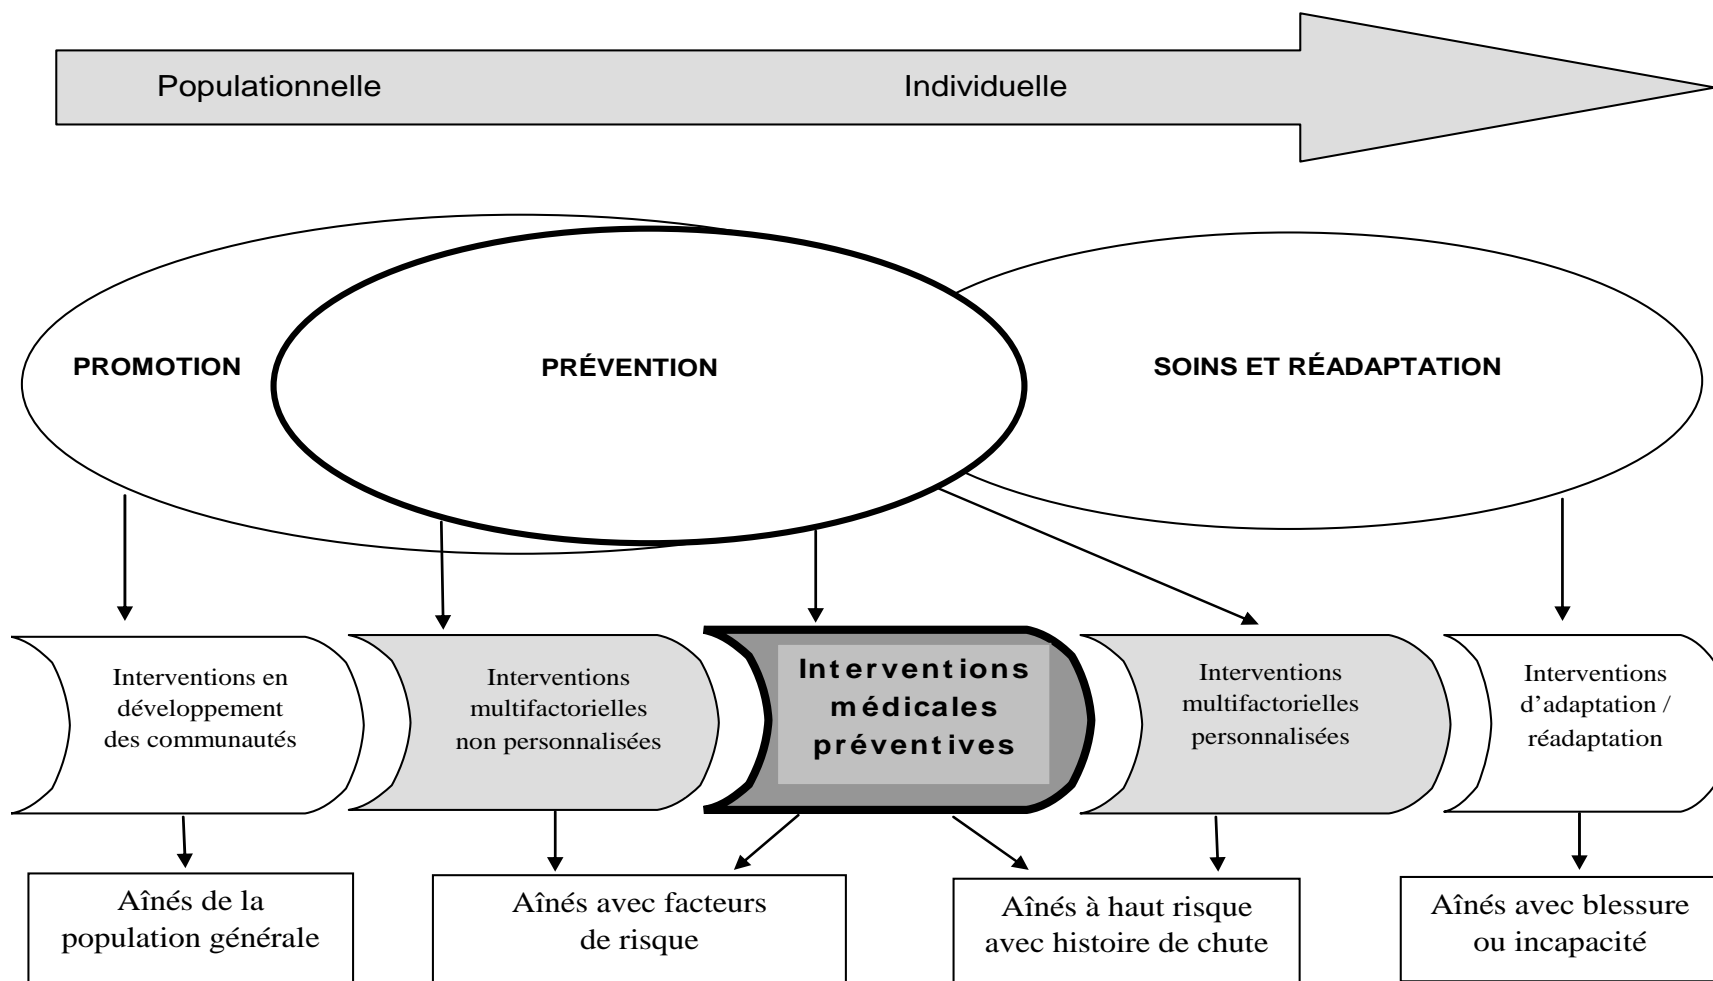 Populationnelle Individuelle
PROMOTION PRÉVENTION SOINS ET RÉADAPTATION
Interventions en
développement
des communautés
Interventions
multifactorielles
non personnalisées
Interventions
médicales
préventives
Interventions
multifactorielles
personnalisées
Interventions
d’adaptation /
réadaptation
Aînés de la
population générale
Aînés avec facteurs
de risque
Aînés à haut risque
avec histoire de chute
Aînés avec blessure
ou incapacité